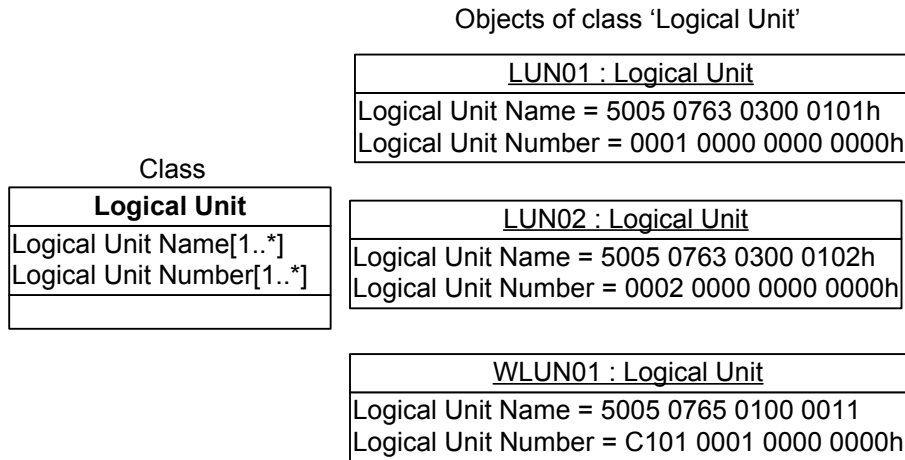 Objects of class ‘Logical Unit’
LUN01 : Logical Unit
Logical Unit Name = 5005 0763 0300 0101h
Logical Unit Number = 0001 0000 0000 0000h
Class
Logical Unit
Logical Unit Name[1..*]
Logical Unit Number[1..*]
LUN02 : Logical Unit
Logical Unit Name = 5005 0763 0300 0102h
Logical Unit Number = 0002 0000 0000 0000h
WLUN01 : Logical Unit
Logical Unit Name = 5005 0765 0100 0011
Logical Unit Number = C101 0001 0000 0000h